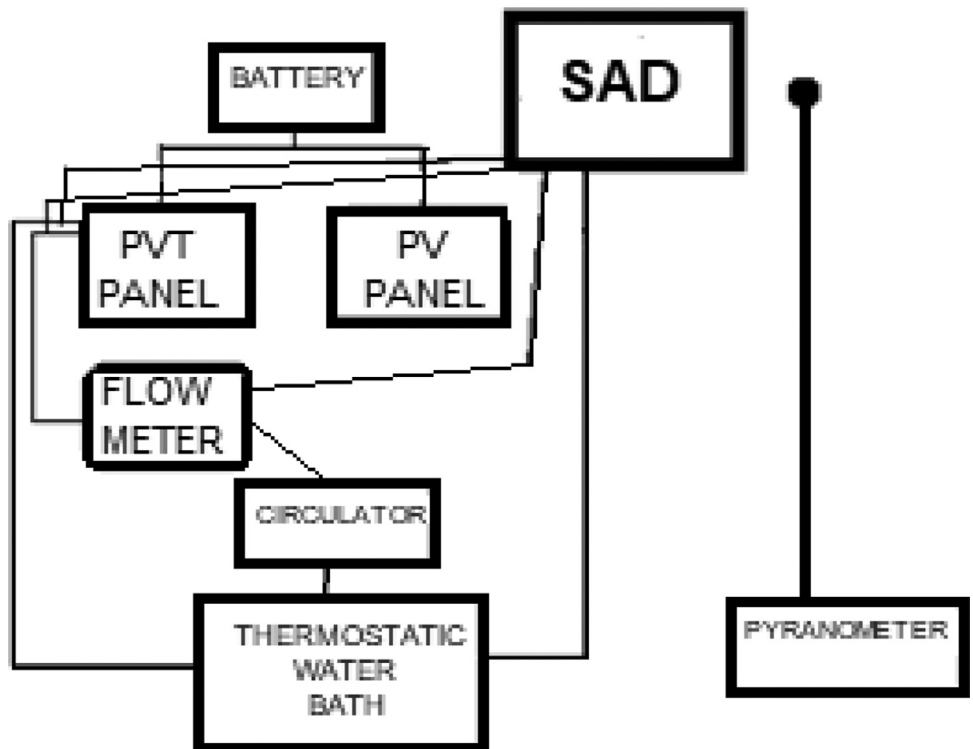 BATTERY
SAD
PVT
PANEL
PV
PANEL
FLOW
METER
CIRCULATOR
THERMOSTATIC
WATER
BATH
PYRANOMETER